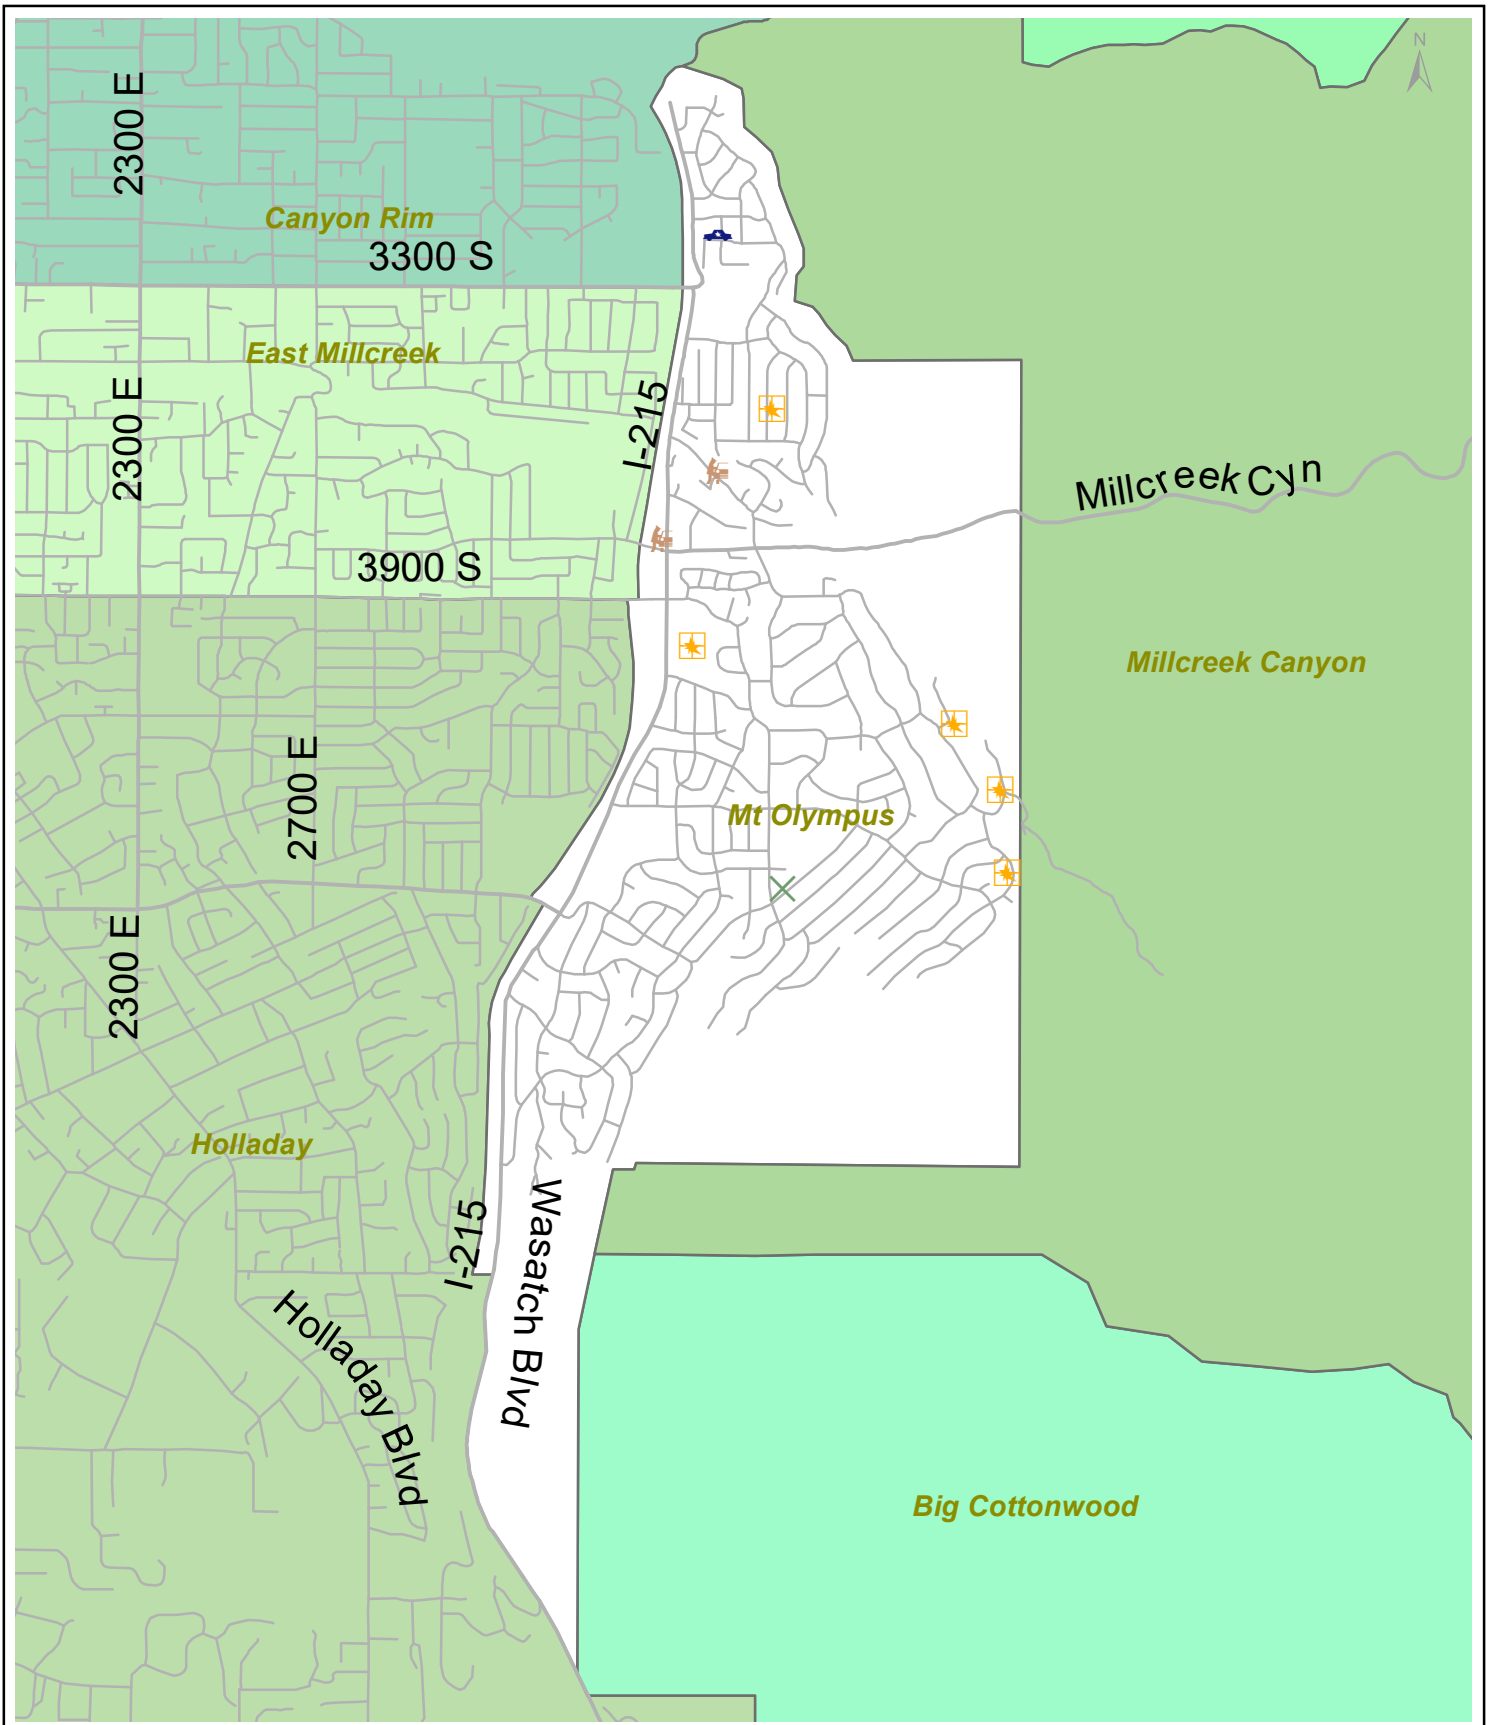 N
2300 E
Canyon Rim
3300 S
East Millcreek
2300 E
I-215
Millcreek Cyn
3900 S
Millcreek Canyon
2700 E
Mt Olympus
2300 E
Holladay
I-215
Wasatch Blvd
Holladay Blvd
Big Cottonwood